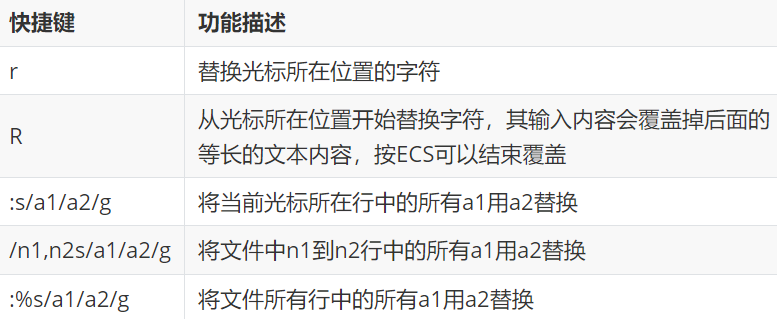 快捷键 功能描述
r 替换光标所在位置的字符
R 从光标所在位置开始替换字符，其输入内容会覆盖掉后面的
等长的文本内容，按ECS可以结束覆盖
:s/a1/a2/g 将当前光标所在行中的所有a1用a2替换
/n1,n2s/a1/a2/g 将文件中n1到n2行中的所有a1用a2替换
:%s/a1/a2/g 将文件所有行中的所有a1用a2替换